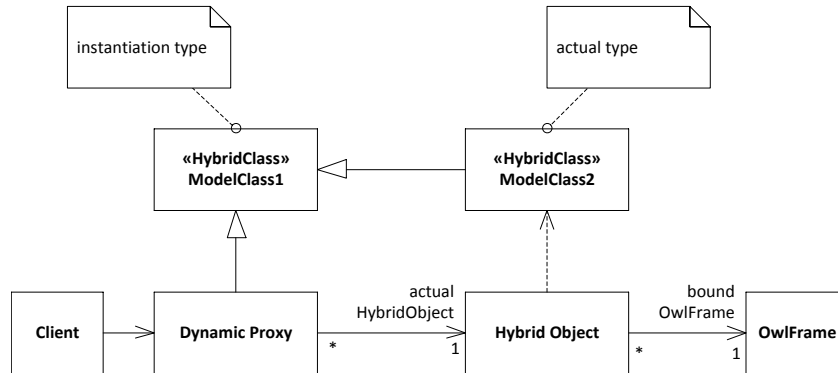 instantiation type
actual type
«HybridClass»
ModelClass1
«HybridClass»
ModelClass2
Client
Dynamic Proxy
actual
HybridObject
*
1
Hybrid Object
bound
OwlFrame
*
1
OwlFrame